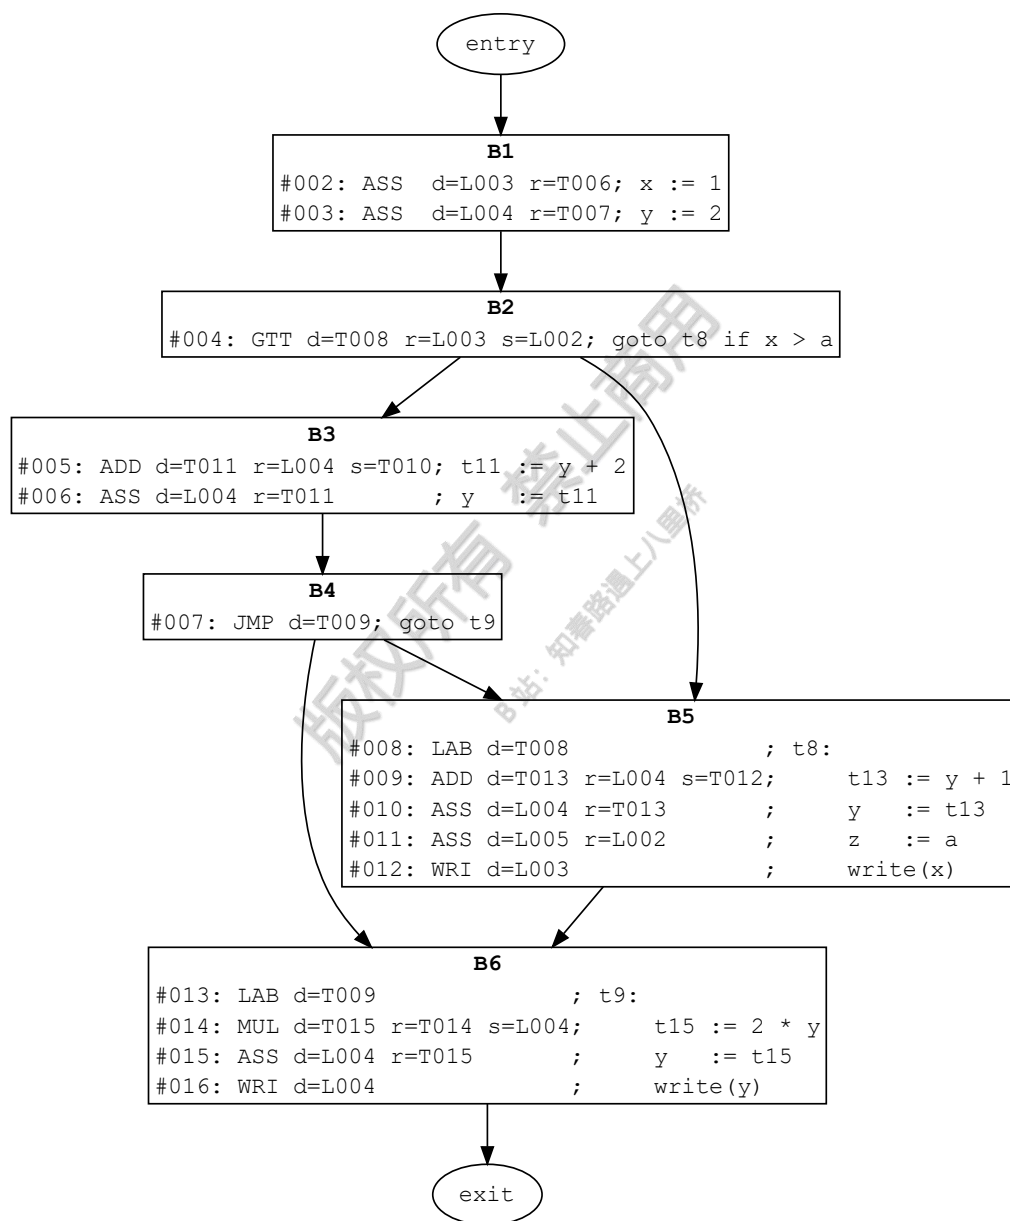 entry
B1
#002: ASS  d=L003 r=T006; x := 1
#003: ASS  d=L004 r=T007; y := 2
B2
#004: GTT d=T008 r=L003 s=L002; goto t8 if x > a
B3
#005: ADD d=T011 r=L004 s=T010; t11 := y + 2
#006: ASS d=L004 r=T011       ; y   := t11
B4
#007: JMP d=T009; goto t9
B5
#008: LAB d=T008              ; t8:
#009: ADD d=T013 r=L004 s=T012;     t13 := y + 1
#010: ASS d=L004 r=T013       ;     y   := t13
#011: ASS d=L005 r=L002       ;     z   := a
#012: WRI d=L003              ;     write(x)
B6
#013: LAB d=T009              ; t9:
#014: MUL d=T015 r=T014 s=L004;     t15 := 2 * y
#015: ASS d=L004 r=T015       ;     y   := t15
#016: WRI d=L004              ;     write(y)
exit
版权所有 禁止商用
B 站: 知春路遇上八里桥